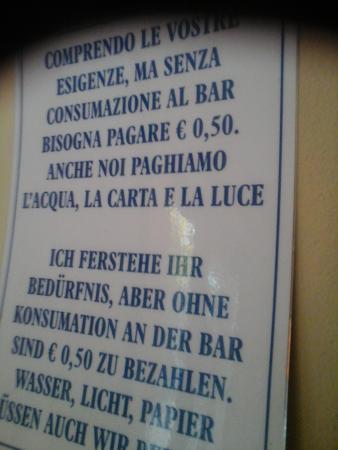 COMPRENDO LE VOSTRE
ESIGENZE, MA SENZA
CONSUMAZIONE AL BAR
BISOGNA PAGARE € 0,50.
ANCHE NOI PAGHIAMO
L'ACQUA, LA CARTA E LA LUCE
ICH FERSTEHE IHR
BEDÜRFNIS, ABER OHNE
KONSUMATION AN DER BAR
SIND € 0,50 ZU BEZAHLEN.
WASSER, LICHT, PAPIER
ÜSSEN AUCH WIR